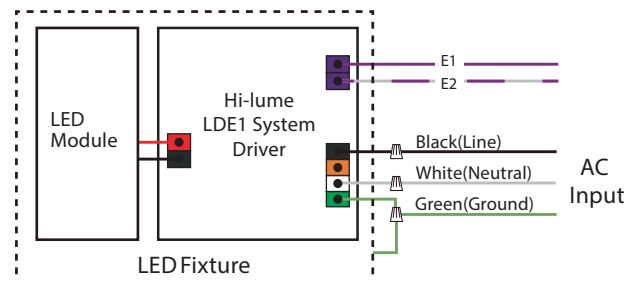 E1
E2
Hi-lume
LDE1 System
Driver
LED
Module
Black(Line)
White(Neutral)
Green(Ground)
AC
Input
LED Fixture